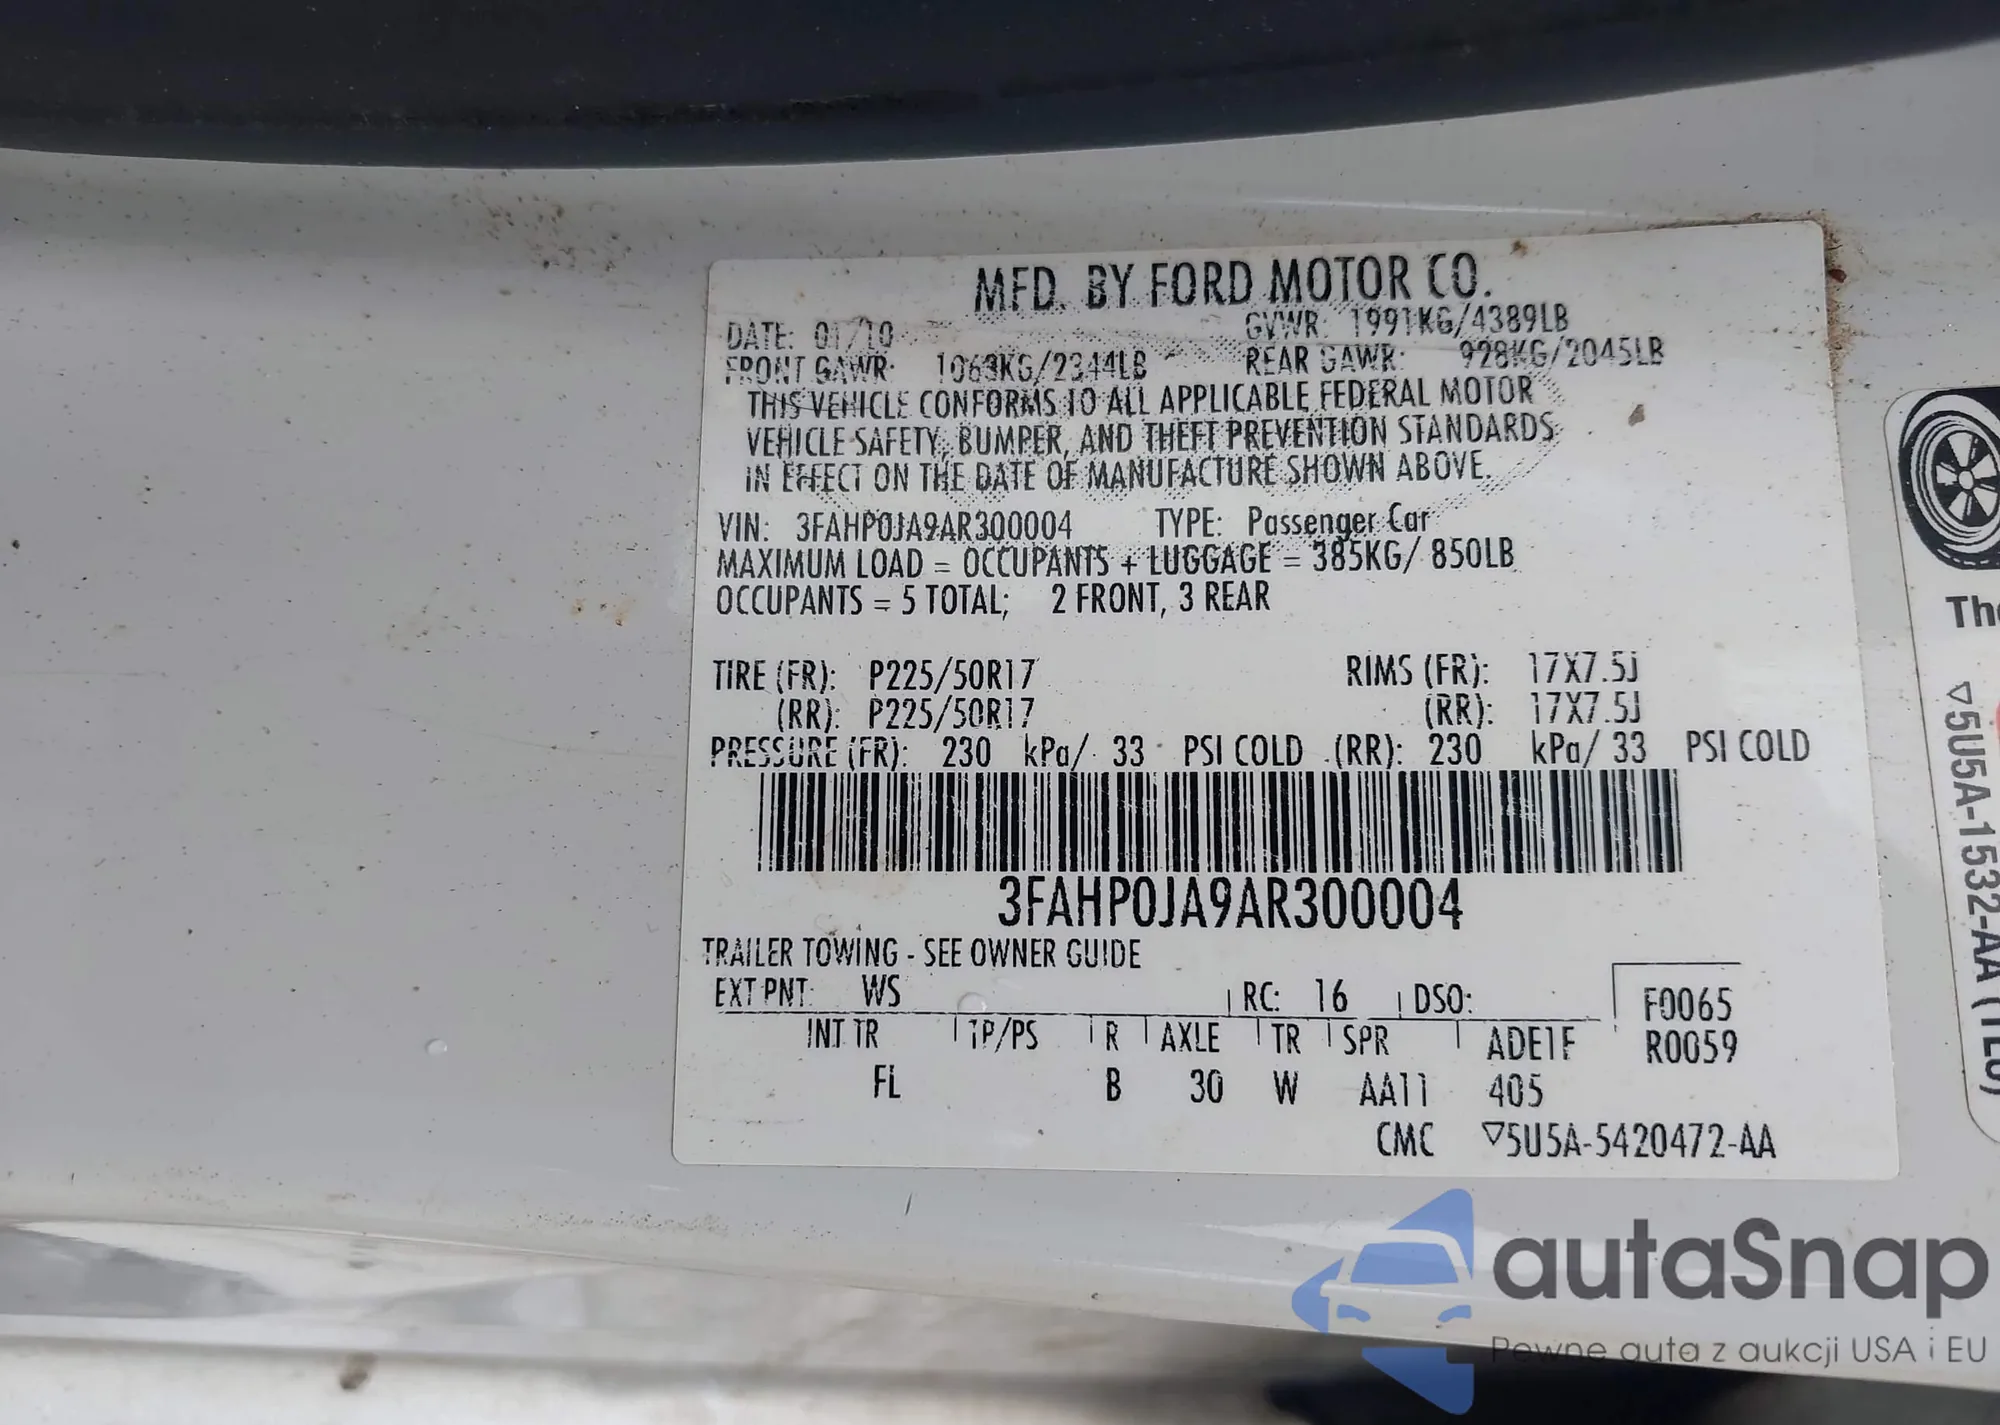 MFD. BY FORD MOTOR CO.
DATE: 01/10 GVWR: 1991KG/4389LB
FRONT GAWR: 1063KG/2344LB REAR GAWR: 928KG/2045LB
THIS VEHICLE CONFORMS TO ALL APPLICABLE FEDERAL MOTOR
VEHICLE SAFETY, BUMPER, AND THEFT PREVENTION STANDARDS
IN EFFECT ON THE DATE OF MANUFACTURE SHOWN ABOVE.
VIN: 3FAHP0JA9AR300004 TYPE: Passenger Car
MAXIMUM LOAD = OCCUPANTS + LUGGAGE = 385KG/ 850LB
OCCUPANTS = 5 TOTAL; 2 FRONT, 3 REAR
TIRE (FR): P225/50R17 RIMS (FR): 17X7.5J
(RR): P225/50R17 (RR): 17X7.5J
PRESSURE (FR): 230 kPa/ 33 PSI COLD (RR): 230 kPa/ 33 PSI COLD
3FAHP0JA9AR300004
TRAILER TOWING - SEE OWNER GUIDE
EXT PNT: WS RC: 16 DSO: F0065
INT TR TP/PS R AXLE TR SPR ADE1F R0059
FL B 30 W AA11 405
CMC ▽5U5A-5420472-AA
The
▽5U5A-1532-AA
autaSnap
Pewne auta z aukcji USA i EU